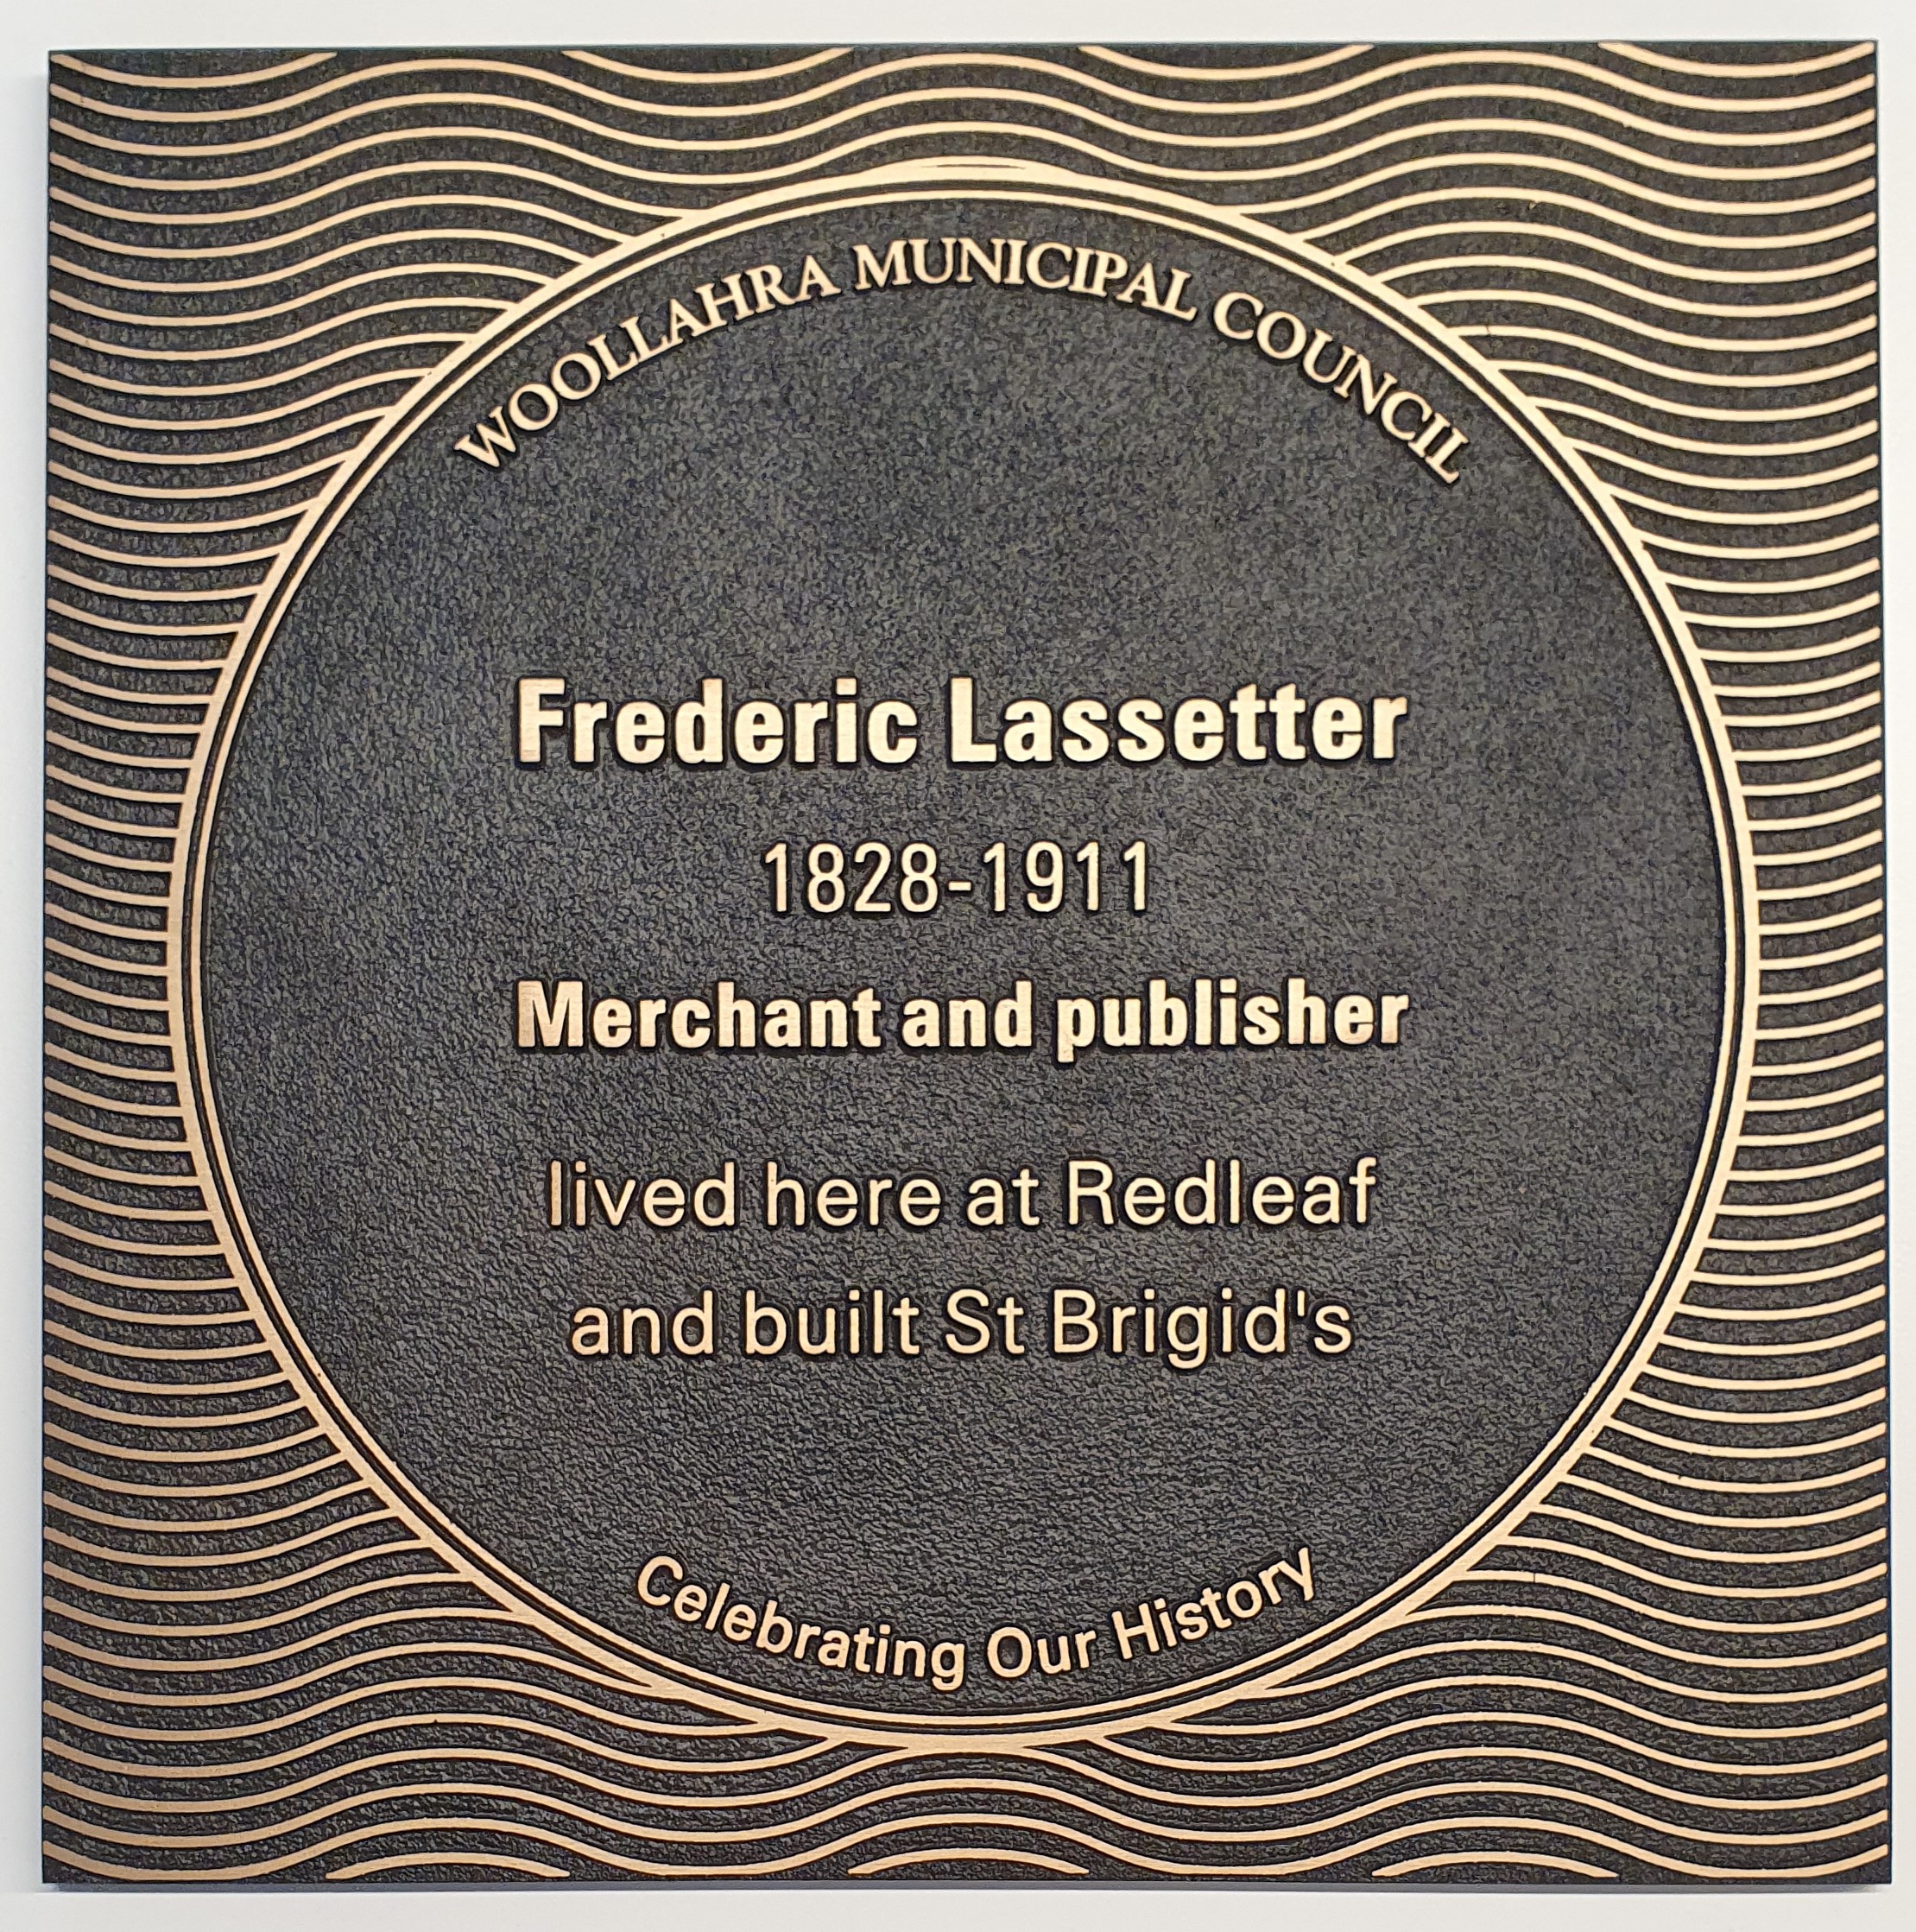 WOOLLAHRA MUNICIPAL COUNCIL
Frederic Lassetter
1828-1911
Merchant and publisher
lived here at Redleaf
and built St Brigid's
Celebrating Our History